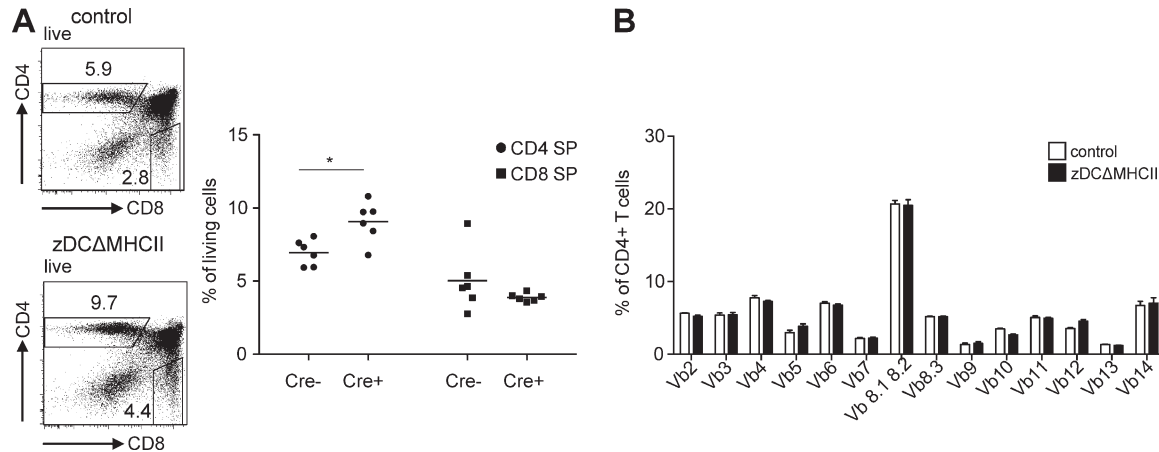 A
control
live
5.9
CD4
2.8
CD8
zDCΔMHCII
live
9.7
CD4
4.4
CD8
% of living cells
15
10
5
0
*
CD4 SP
CD8 SP
Cre- Cre+ Cre- Cre+
B
% of CD4+ T cells
30
20
10
0
control
zDCΔMHCII
Vb2 Vb3 Vb4 Vb5 Vb6 Vb7 Vb 8.1 8.2 Vb8.3 Vb9 Vb10 Vb11 Vb12 Vb13 Vb14